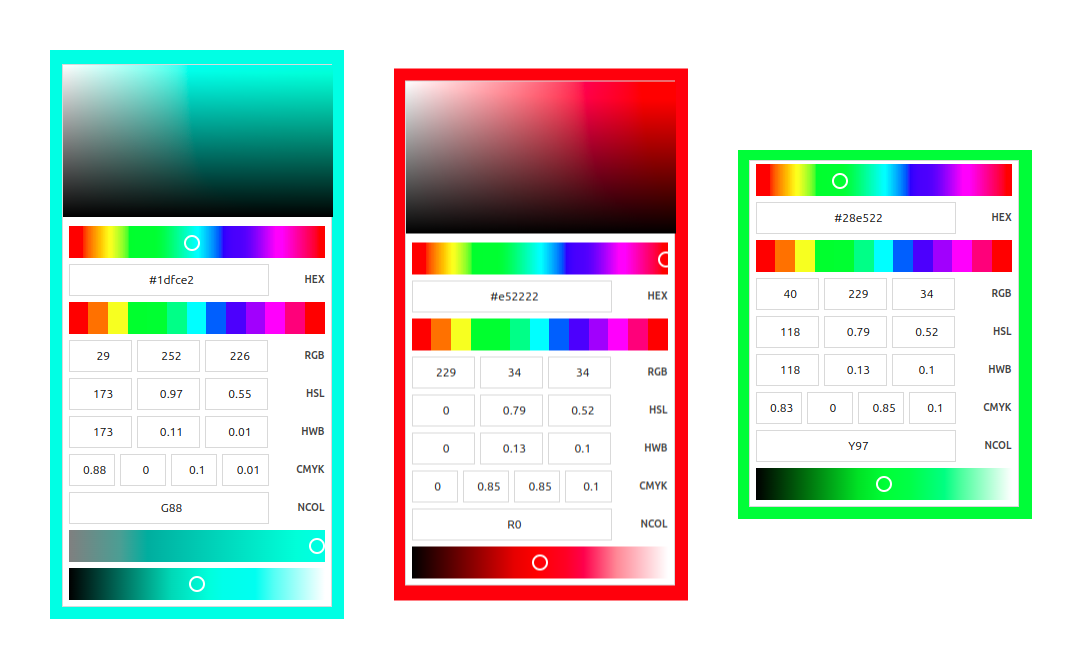 #1dfce2 HEX
29 252 226 RGB
173 0.97 0.55 HSL
173 0.11 0.01 HWB
0.88 0 0.1 0.01 CMYK
G88 NCOL
#e52222 HEX
229 34 34 RGB
0 0.79 0.52 HSL
0 0.13 0.1 HWB
0 0.85 0.85 0.1 CMYK
R0 NCOL
#28e522 HEX
40 229 34 RGB
118 0.79 0.52 HSL
118 0.13 0.1 HWB
0.83 0 0.85 0.1 CMYK
Y97 NCOL